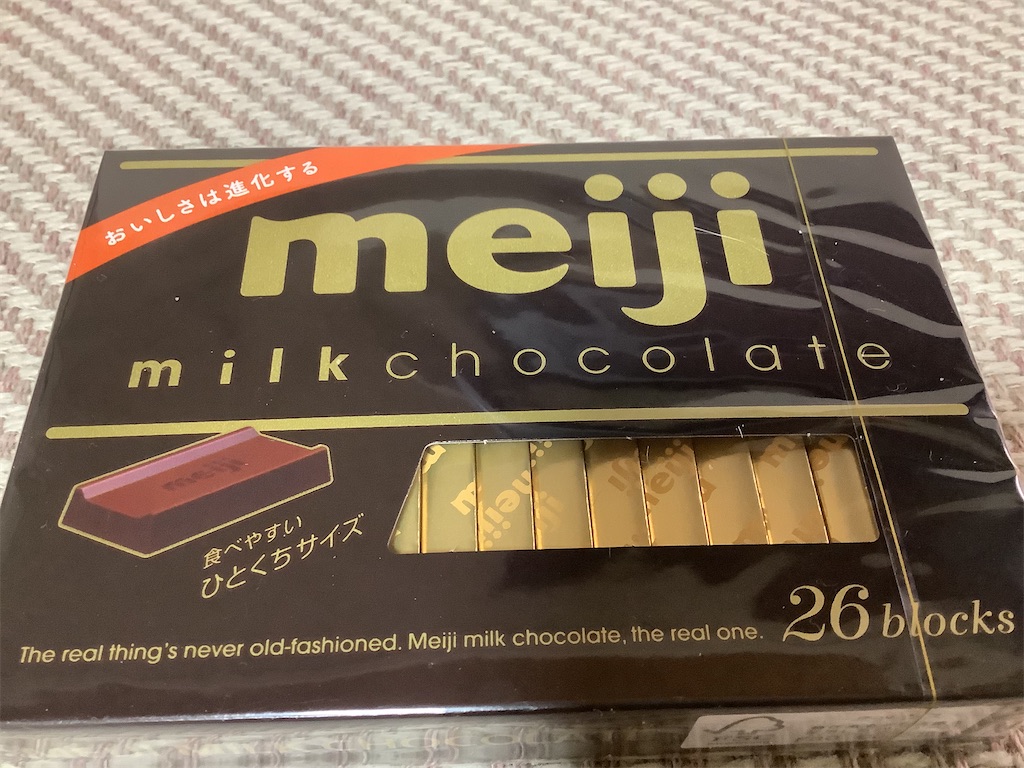 おいしさは進化する
meiji
milk chocolate
meiji
食べやすい
ひとくちサイズ
The real thing's never old-fashioned. Meiji milk chocolate, the real one.
26 blocks